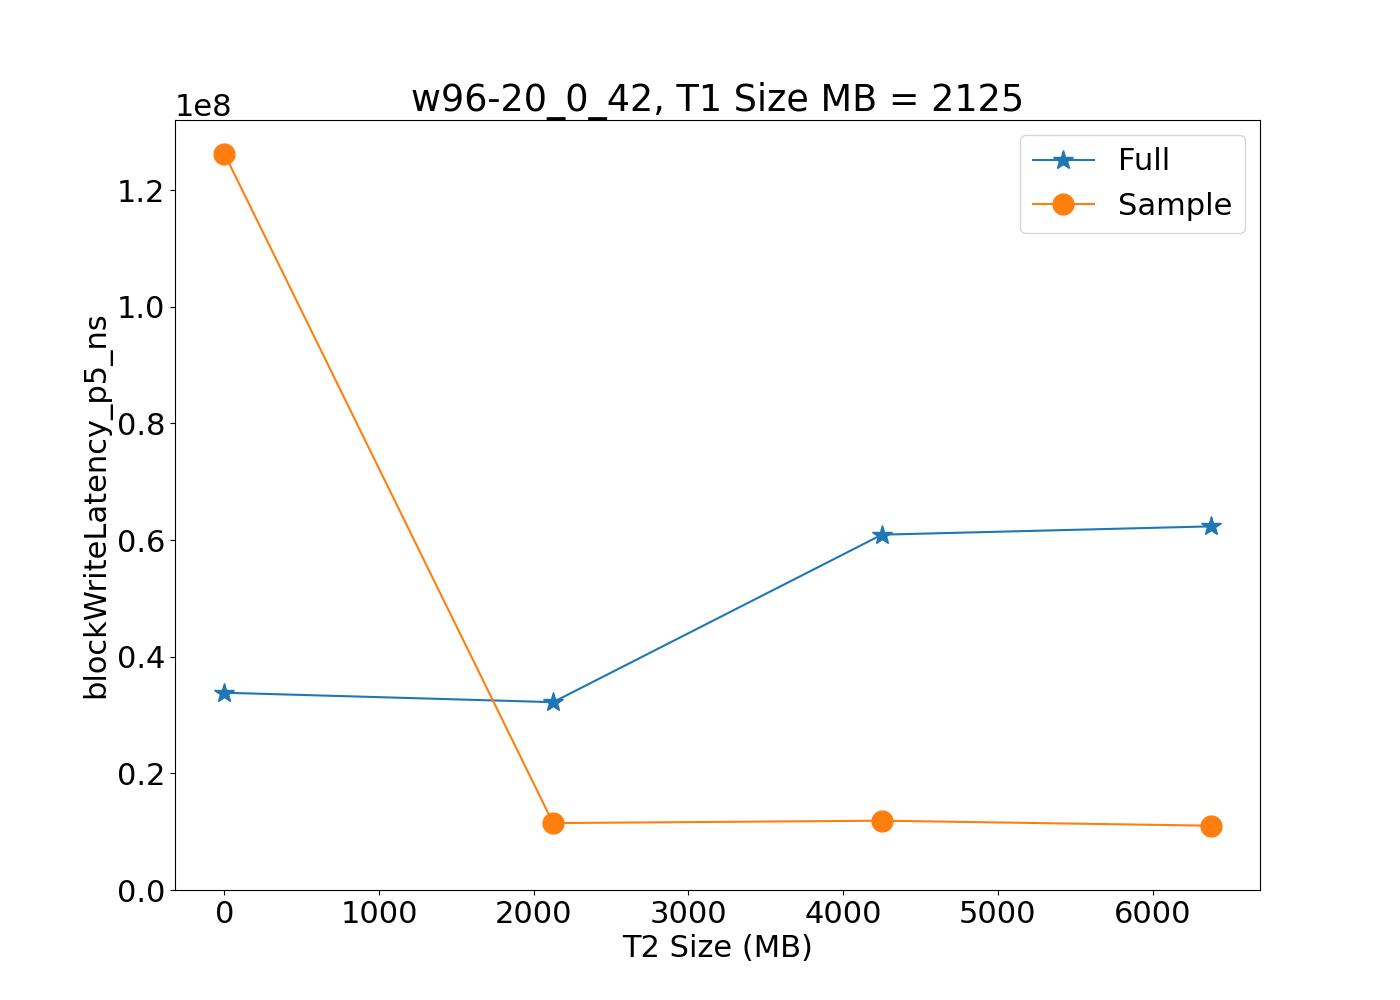 w96-20_0_42, T1 Size MB = 2125
1e8
Full
Sample
1.2
1.0
0.8
0.6
0.4
0.2
0.0
blockWriteLatency_p5_ns
0 1000 2000 3000 4000 5000 6000
T2 Size (MB)